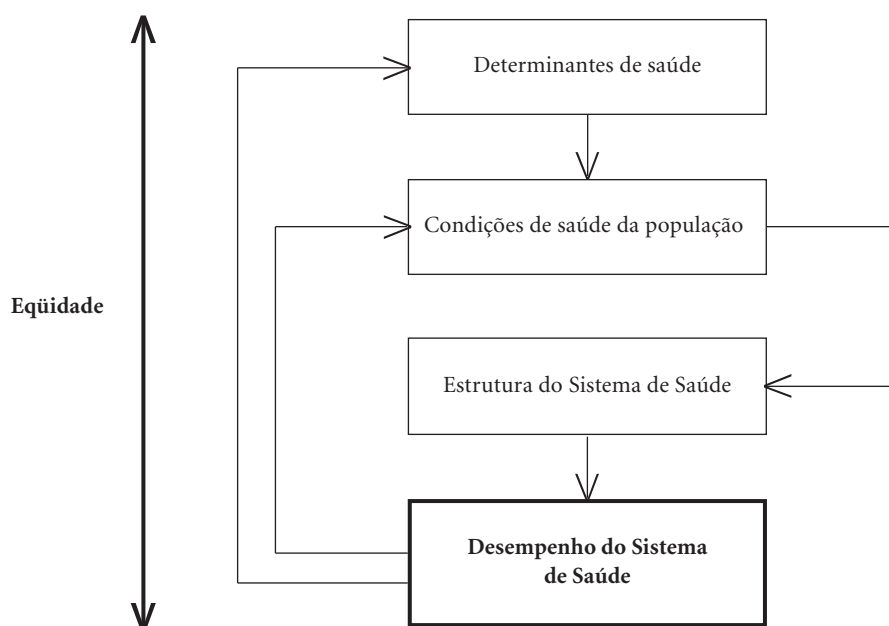 Determinantes de saúde
Condições de saúde da população
Eqüidade
Estrutura do Sistema de Saúde
Desempenho do Sistema
de Saúde